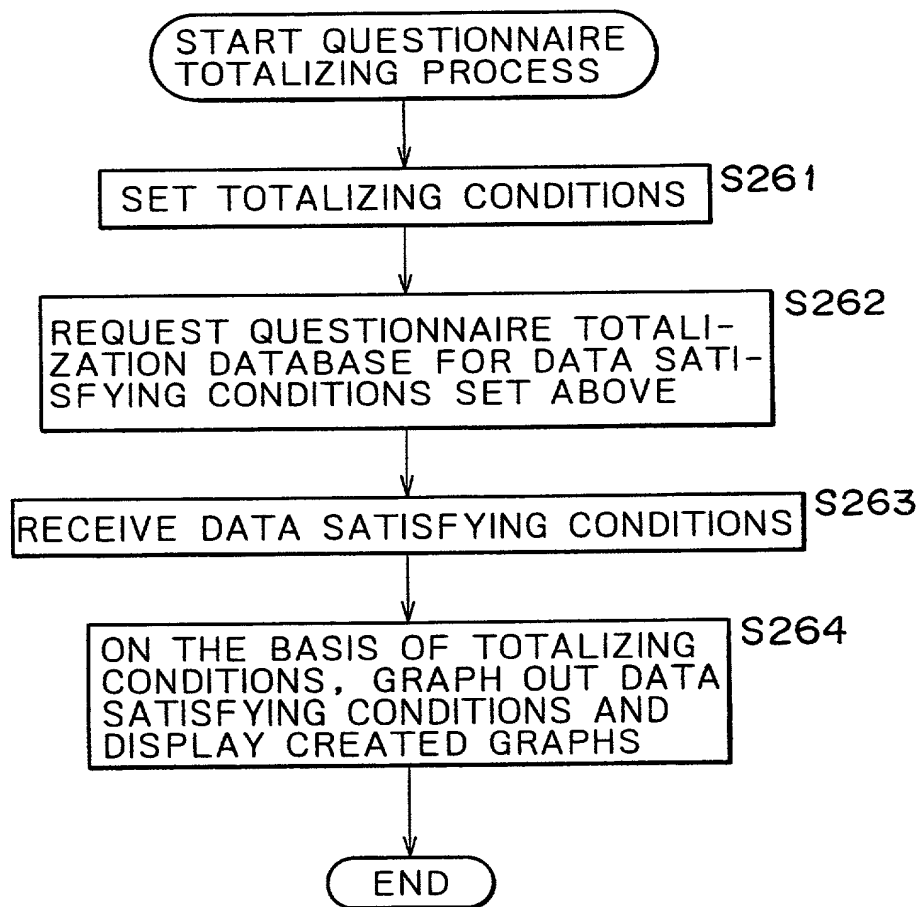 START QUESTIONNAIRE
TOTALIZING PROCESS
SET TOTALIZING CONDITIONS
S261
REQUEST QUESTIONNAIRE TOTALI-
ZATION DATABASE FOR DATA SATI-
SFYING CONDITIONS SET ABOVE
S262
RECEIVE DATA SATISFYING CONDITIONS
S263
ON THE BASIS OF TOTALIZING
CONDITIONS, GRAPH OUT DATA
SATISFYING CONDITIONS AND
DISPLAY CREATED GRAPHS
S264
END